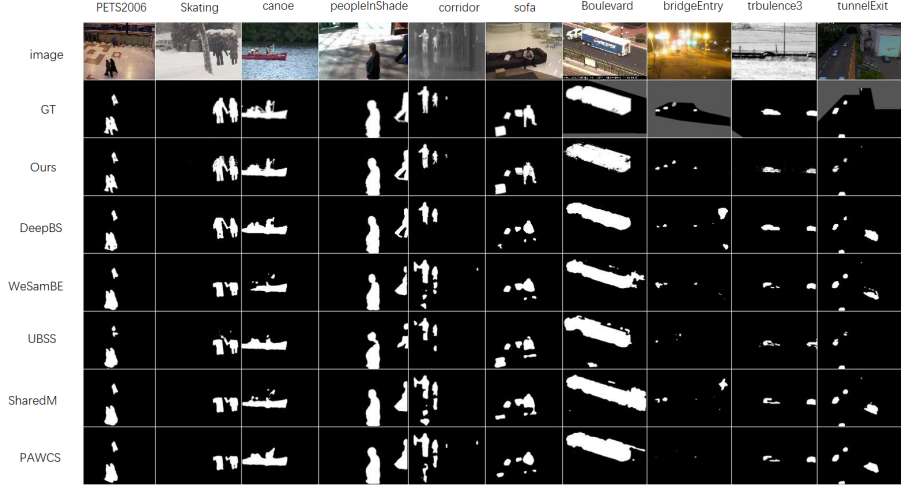 PETS2006 Skating canoe peopleInShade corridor sofa Boulevard bridgeEntry trbulence3 tunnelExit
image
GT
Ours
DeepBS
WeSamBE
UBSS
SharedM
PAWCS